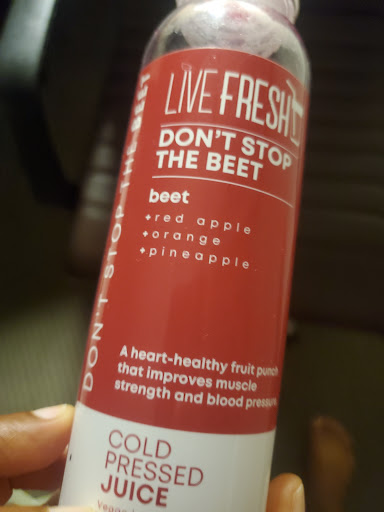 LIVE FRESH
DON'T STOP
THE BEET
beet
+red apple
+orange
+pineapple
A heart-healthy fruit punch
that improves muscle
strength and blood pressure
COLD
PRESSED
JUICE
DON'T STOP THE BEET